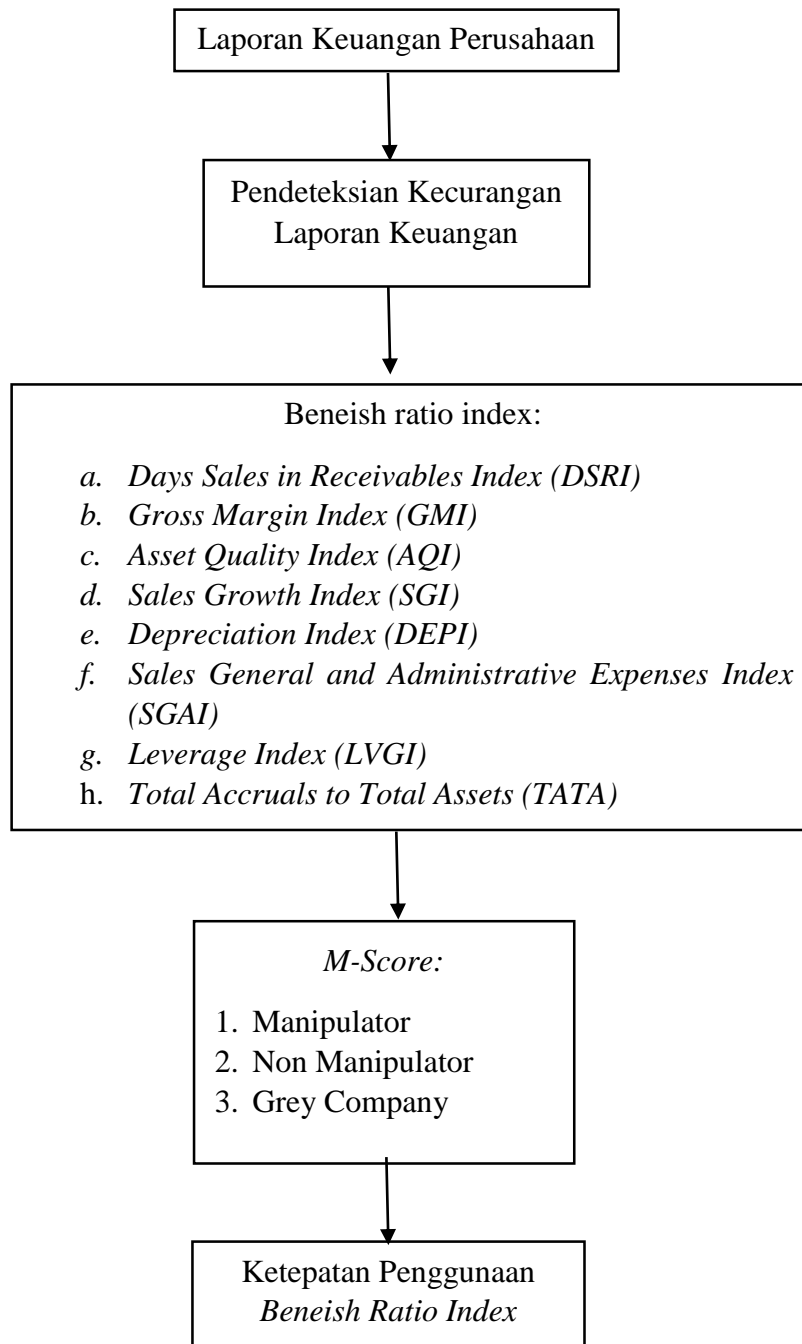 Laporan Keuangan Perusahaan
Pendeteksian Kecurangan
Laporan Keuangan
Beneish ratio index:
a. Days Sales in Receivables Index (DSRI)
b. Gross Margin Index (GMI)
c. Asset Quality Index (AQI)
d. Sales Growth Index (SGI)
e. Depreciation Index (DEPI)
f. Sales General and Administrative Expenses Index
(SGAI)
g. Leverage Index (LVGI)
h. Total Accruals to Total Assets (TATA)
M-Score:
1. Manipulator
2. Non Manipulator
3. Grey Company
Ketepatan Penggunaan
Beneish Ratio Index